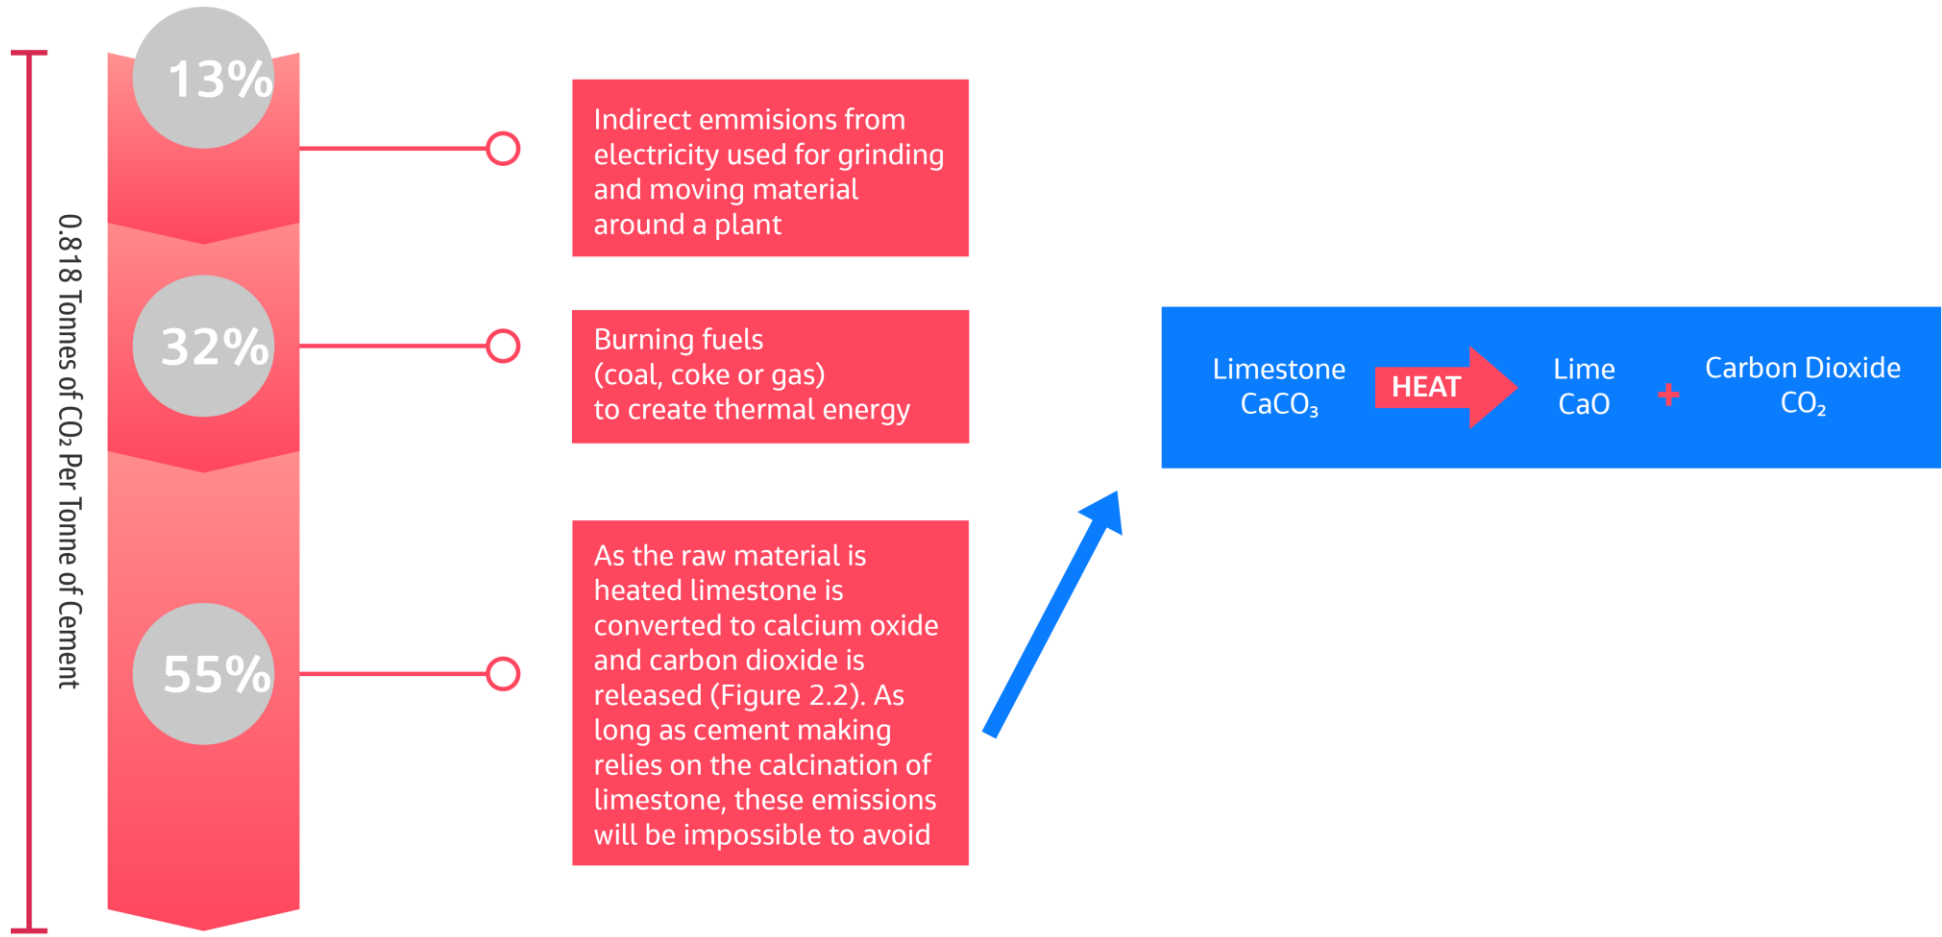 0.818 Tonnes of CO₂ Per Tonne of Cement
13%
Indirect emmisions from
electricity used for grinding
and moving material
around a plant
32%
Burning fuels
(coal, coke or gas)
to create thermal energy
55%
As the raw material is
heated limestone is
converted to calcium oxide
and carbon dioxide is
released (Figure 2.2). As
long as cement making
relies on the calcination of
limestone, these emissions
will be impossible to avoid
Limestone
CaCO₃
HEAT
Lime
CaO
+
Carbon Dioxide
CO₂